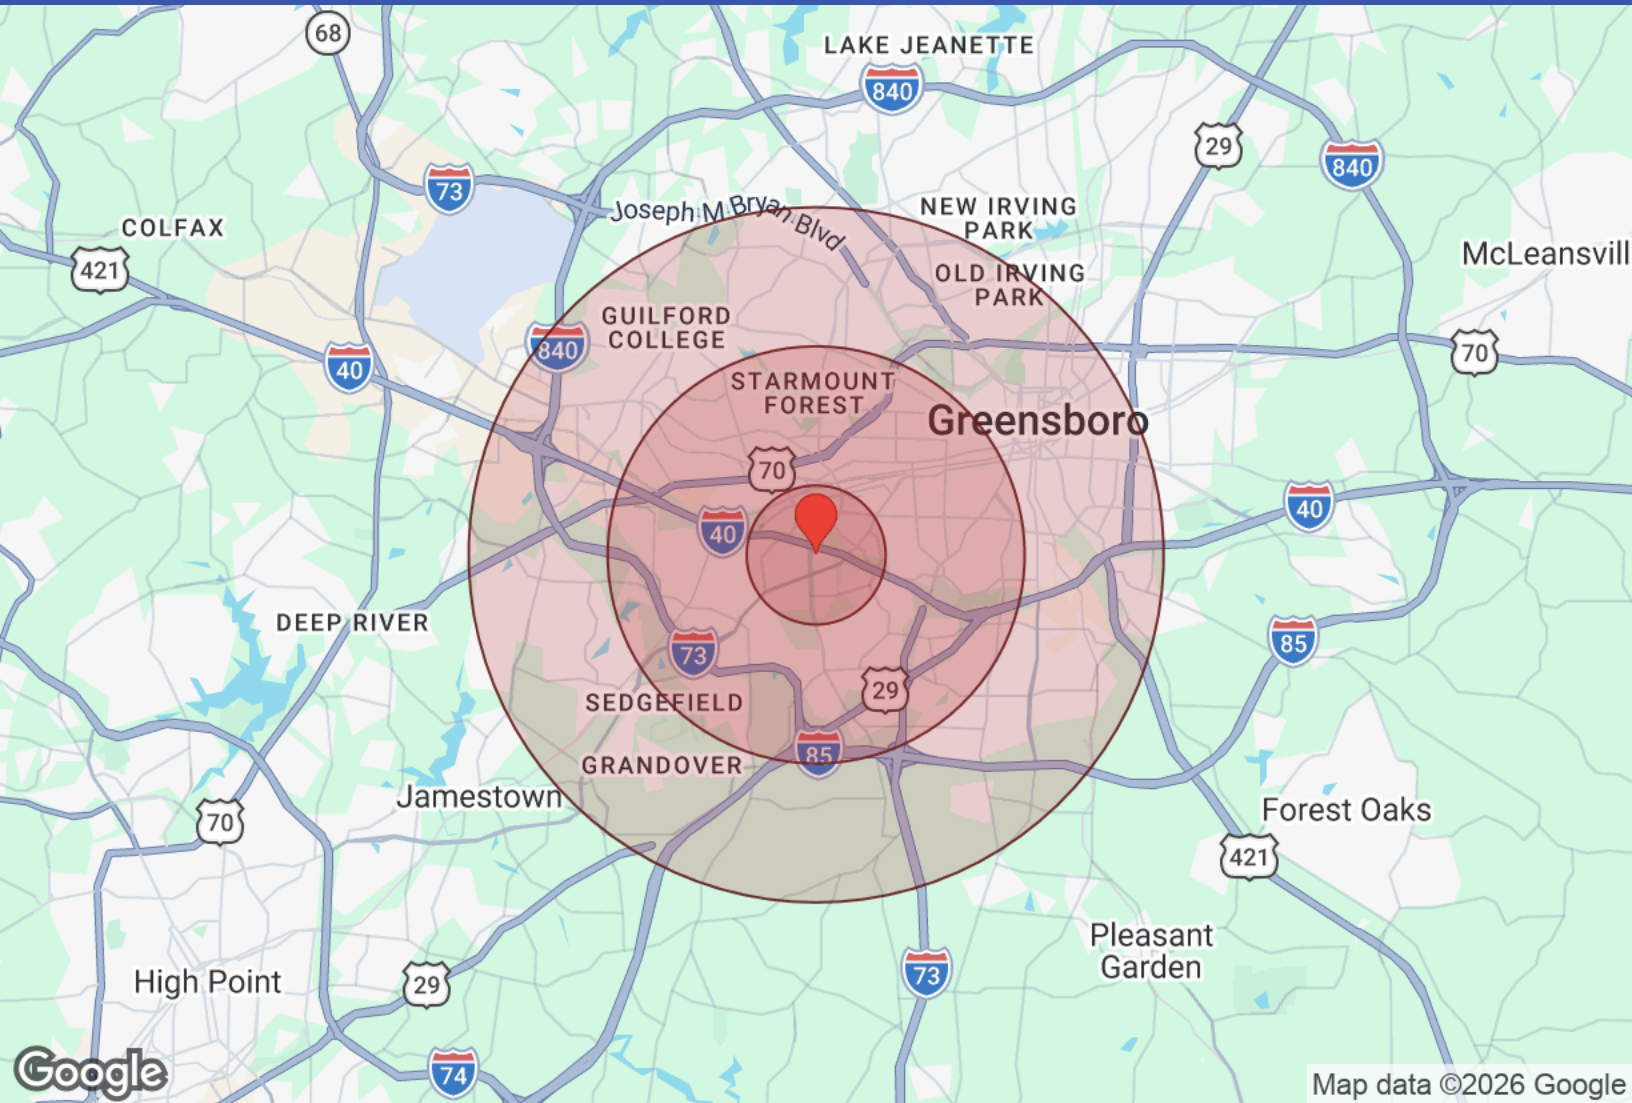 68
LAKE JEANETTE
840
29
840
73
Joseph M Bryan Blvd
NEW IRVING
PARK
COLFAX
421
McLeansvill
OLD IRVING
PARK
GUILFORD
COLLEGE
840
70
40
STARMOUNT
FOREST
Greensboro
70
40
40
DEEP RIVER
85
73
29
SEDGEFIELD
85
GRANDOVER
Jamestown
70
Forest Oaks
421
Pleasant
Garden
High Point
29
73
74
Google
Map data ©2026 Google